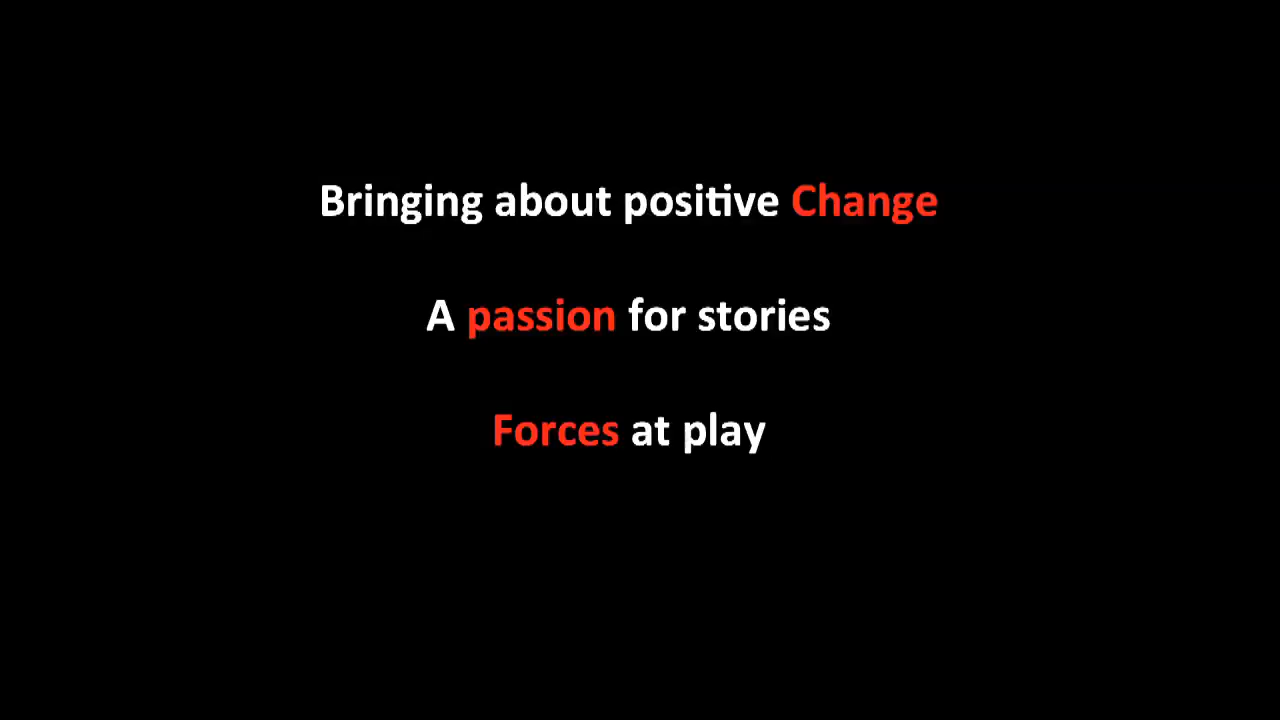 Bringing about positive Change
A passion for stories
Forces at play